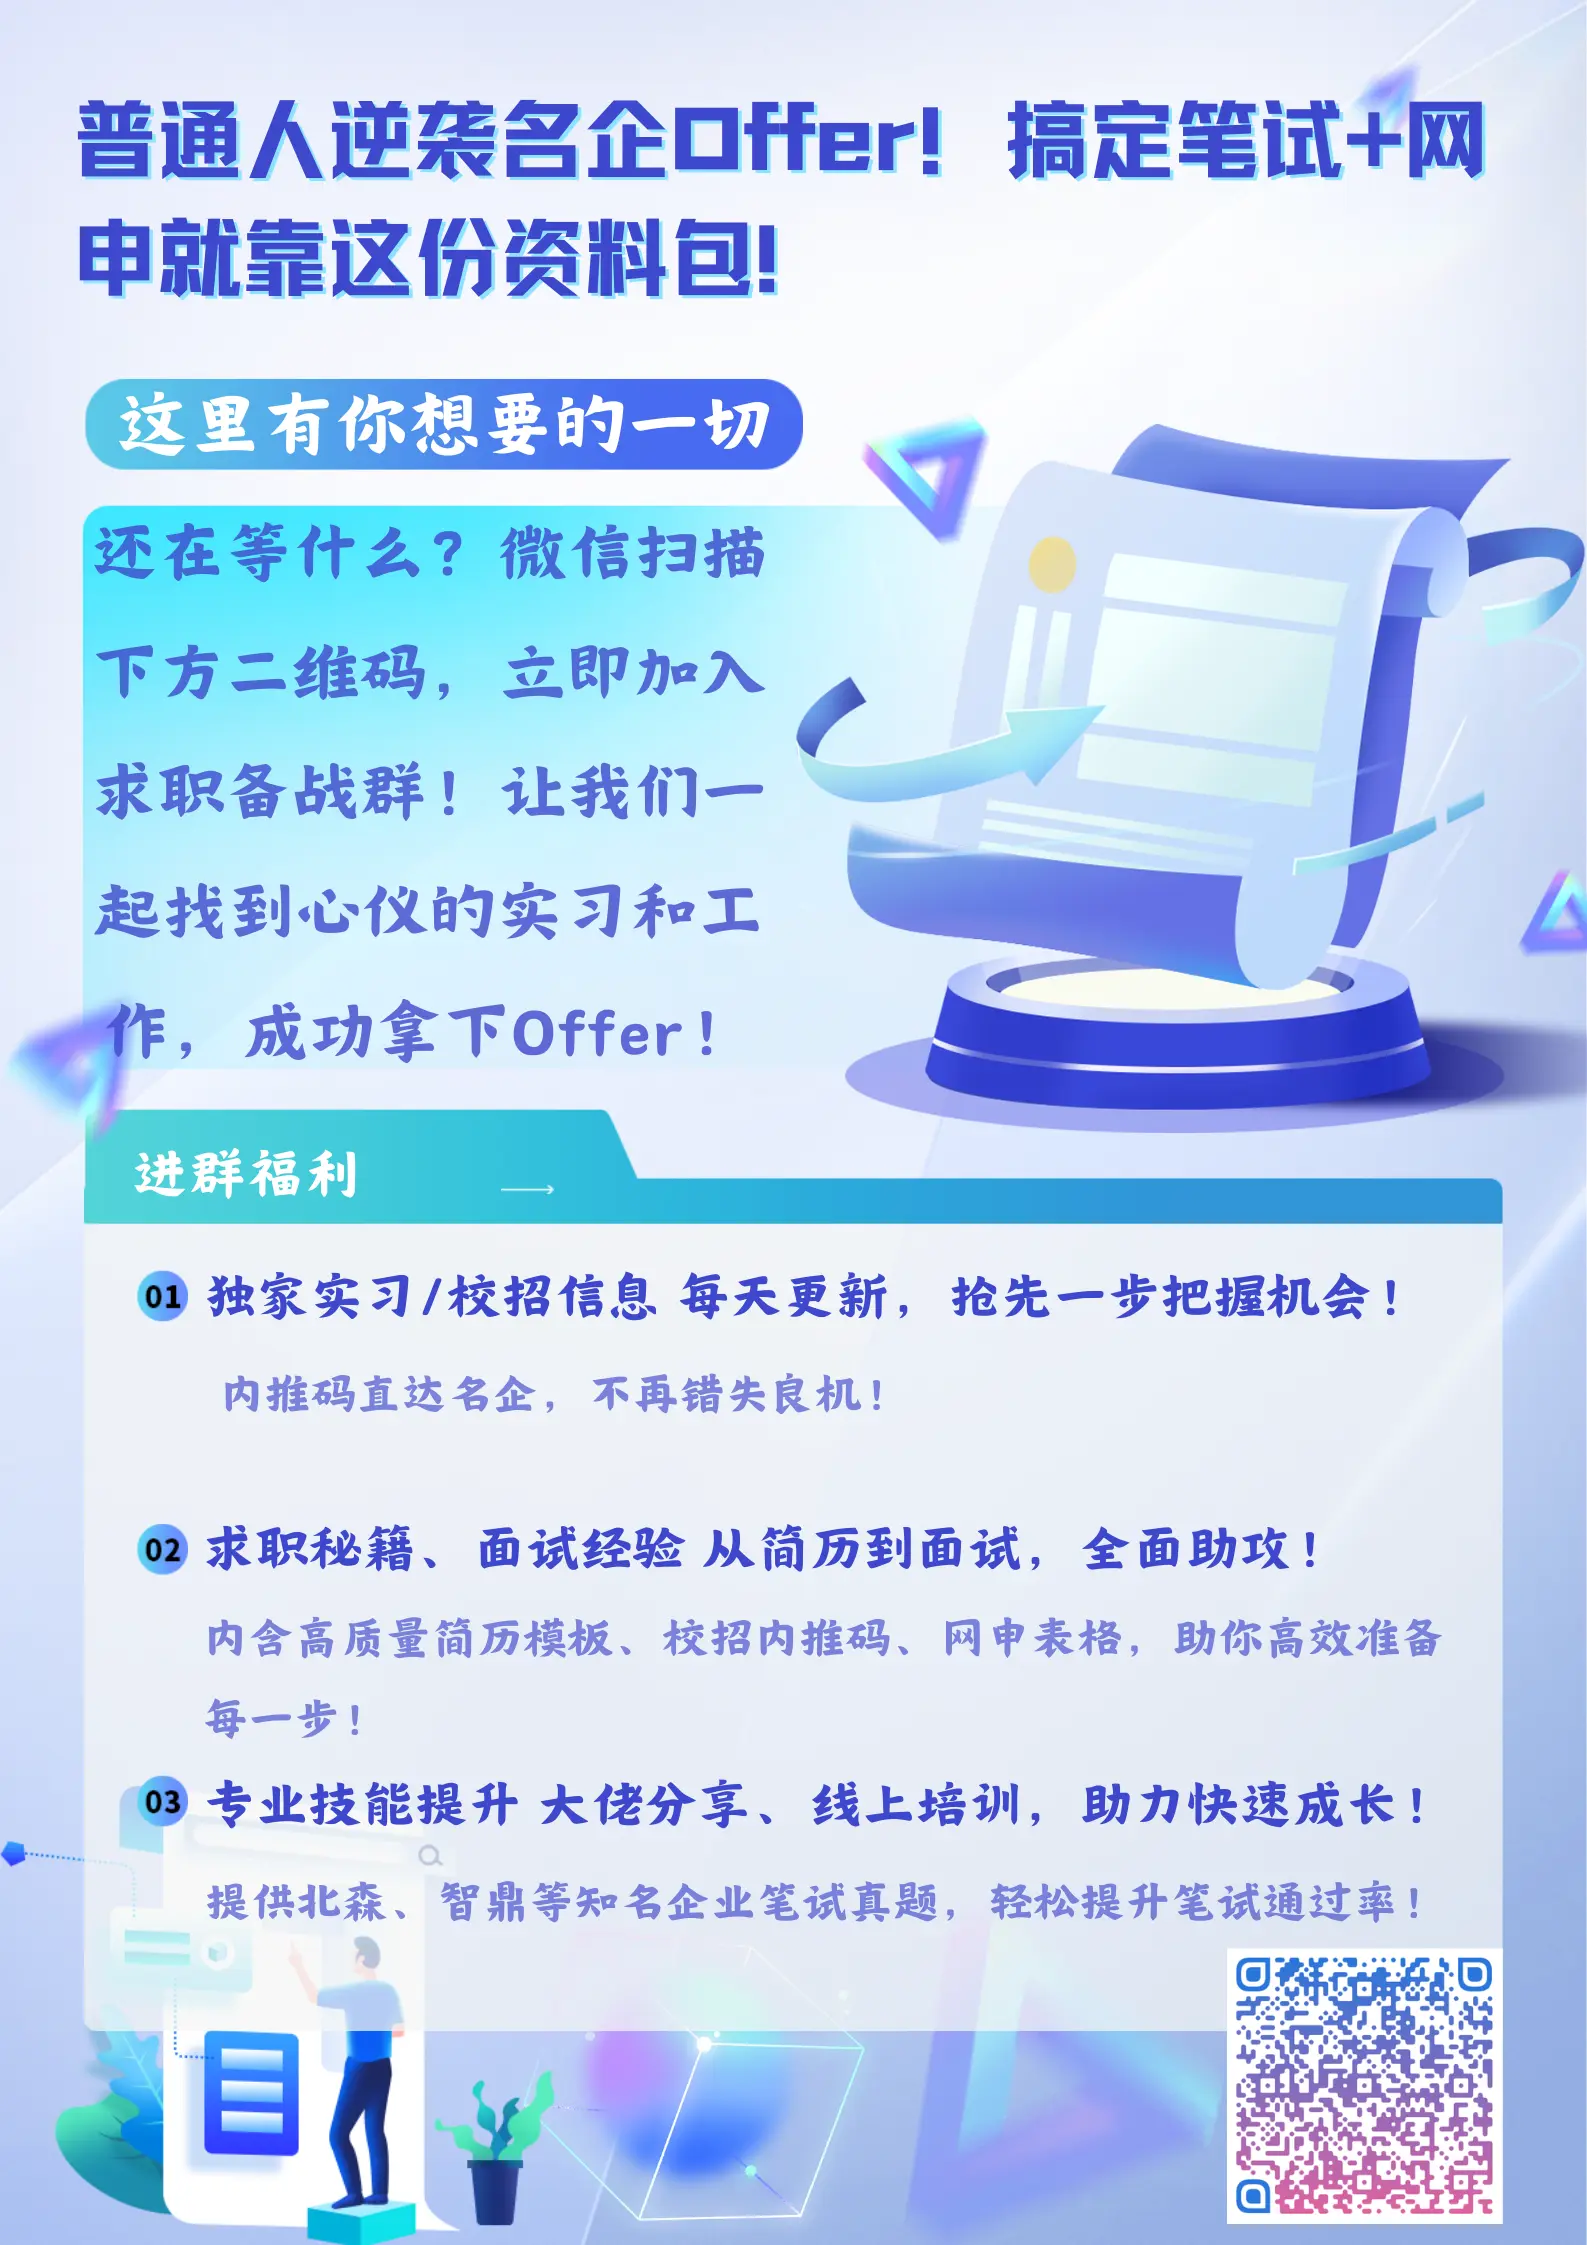 普通人逆袭名企Offer！搞定笔试+网
申就靠这份资料包！
这里有你想要的一切
还在等什么？微信扫描
下方二维码，立即加入
求职备战群！让我们一
起找到心仪的实习和工
作，成功拿下Offer！
进群福利
01 独家实习/校招信息 每天更新，抢先一步把握机会！
内推码直达名企，不再错失良机！
02 求职秘籍、面试经验 从简历到面试，全面助攻！
内含高质量简历模板、校招内推码、网申表格，助你高效准备
每一步！
03 专业技能提升 大佬分享、线上培训，助力快速成长！
提供北森、智鼎等知名企业笔试真题，轻松提升笔试通过率！